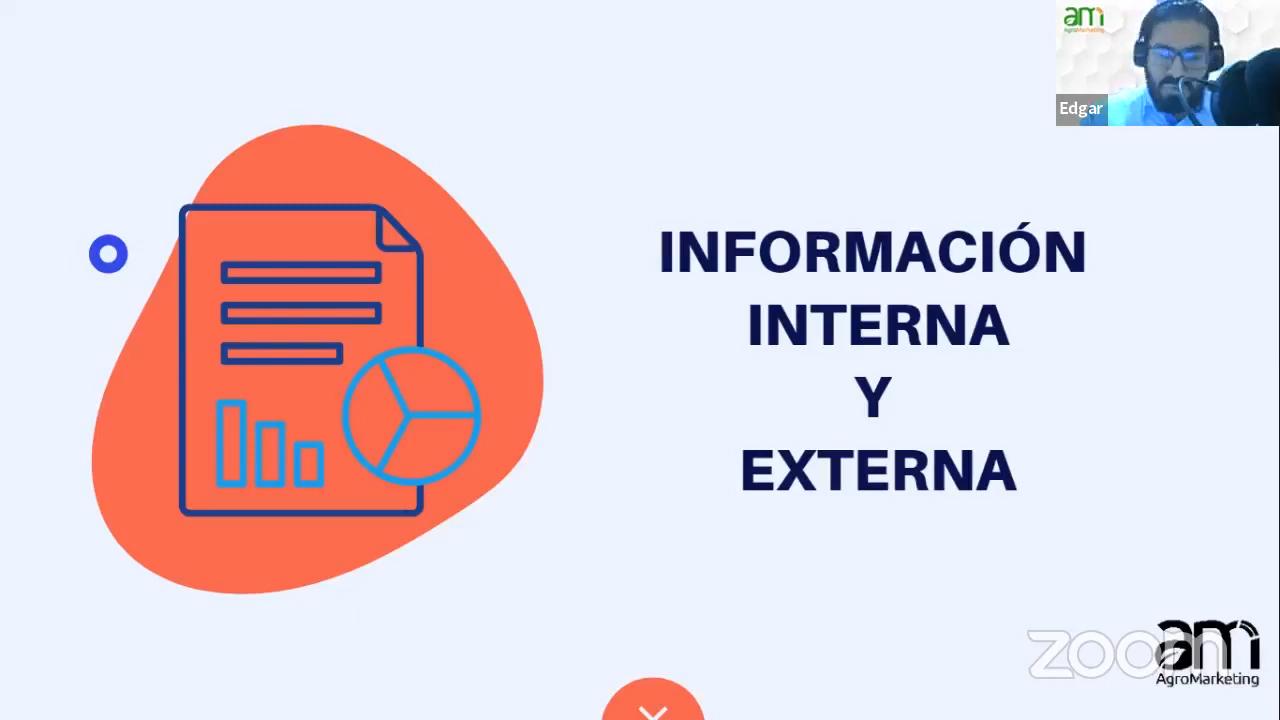 am
AgroMarketing
Edgar
INFORMACIÓN
INTERNA
Y
EXTERNA
zoom
am
AgroMarketing